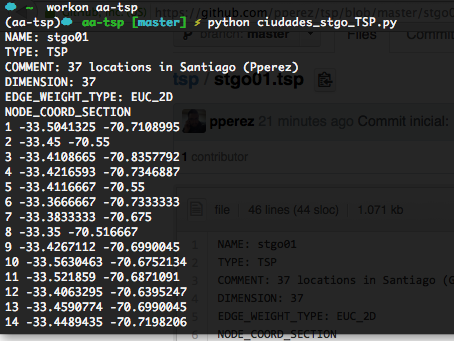 ~ workon aa-tsp
(aa-tsp) aa-tsp [master] ⚡ python ciudades_stgo_TSP.py
NAME: stgo01
TYPE: TSP
COMMENT: 37 locations in Santiago (Pperez)
DIMENSION: 37
EDGE_WEIGHT_TYPE: EUC_2D
NODE_COORD_SECTION
1 -33.5041325 -70.7108995
2 -33.45 -70.55
3 -33.4108665 -70.8357792
4 -33.4216593 -70.7346887
5 -33.4116667 -70.55
6 -33.3666667 -70.7333333
7 -33.3833333 -70.675
8 -33.35 -70.516667
9 -33.4267112 -70.6990045
10 -33.5630463 -70.6752134
11 -33.521859 -70.6871091
12 -33.4063295 -70.6395247
13 -33.4590774 -70.6990045
14 -33.4489435 -70.7198206
https://github.com/pperez/tsp/blob/master/stgo
branch: master
Files
Commits
tsp / stgo01.tsp
pperez 21 minutes ago Commit inicial:
1 contributor
file 46 lines (44 sloc) 1.071 kb
1 NAME: stgo01
2 TYPE: TSP
3 COMMENT: 37 locations in Santiago (G
4 DIMENSION: 37
5 EDGE_WEIGHT_TYPE: EUC_2D
6 NODE_COORD_SECTION